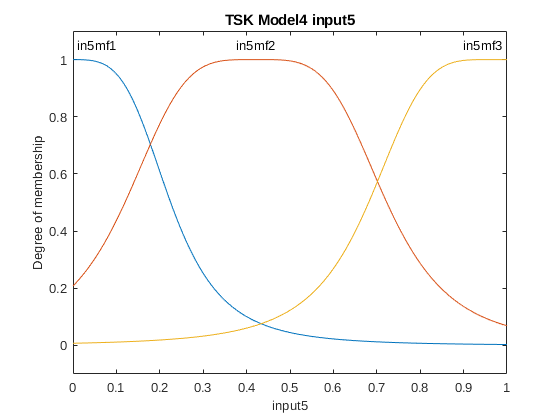 TSK Model4 input5
in5mf1 in5mf2 in5mf3
1
0.8
0.6
0.4
0.2
0
Degree of membership
0 0.1 0.2 0.3 0.4 0.5 0.6 0.7 0.8 0.9 1
input5